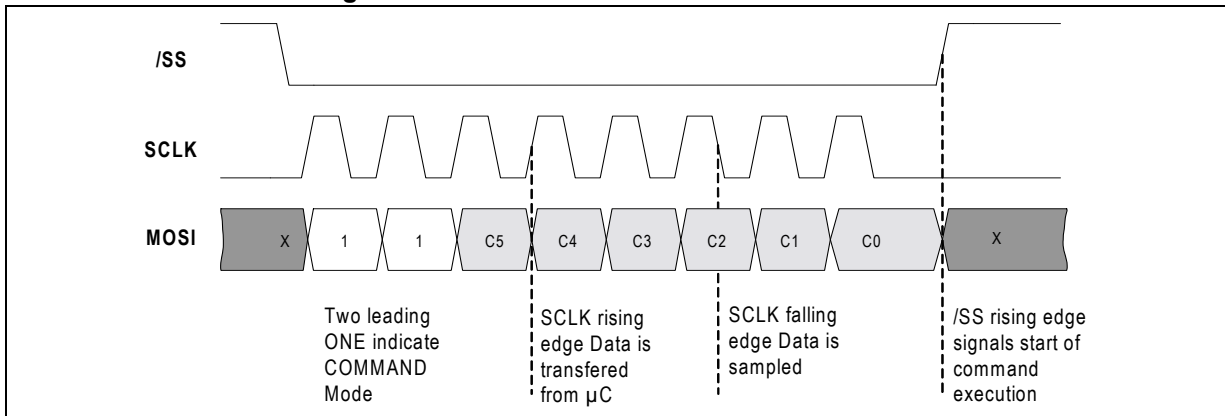 /SS
SCLK
MOSI
X
1
1
C5
C4
C3
C2
C1
C0
X
Two leading
ONE indicate
COMMAND
Mode
SCLK rising
edge Data is
transfered
from µC
SCLK falling
edge Data is
sampled
/SS rising edge
signals start of
command
execution